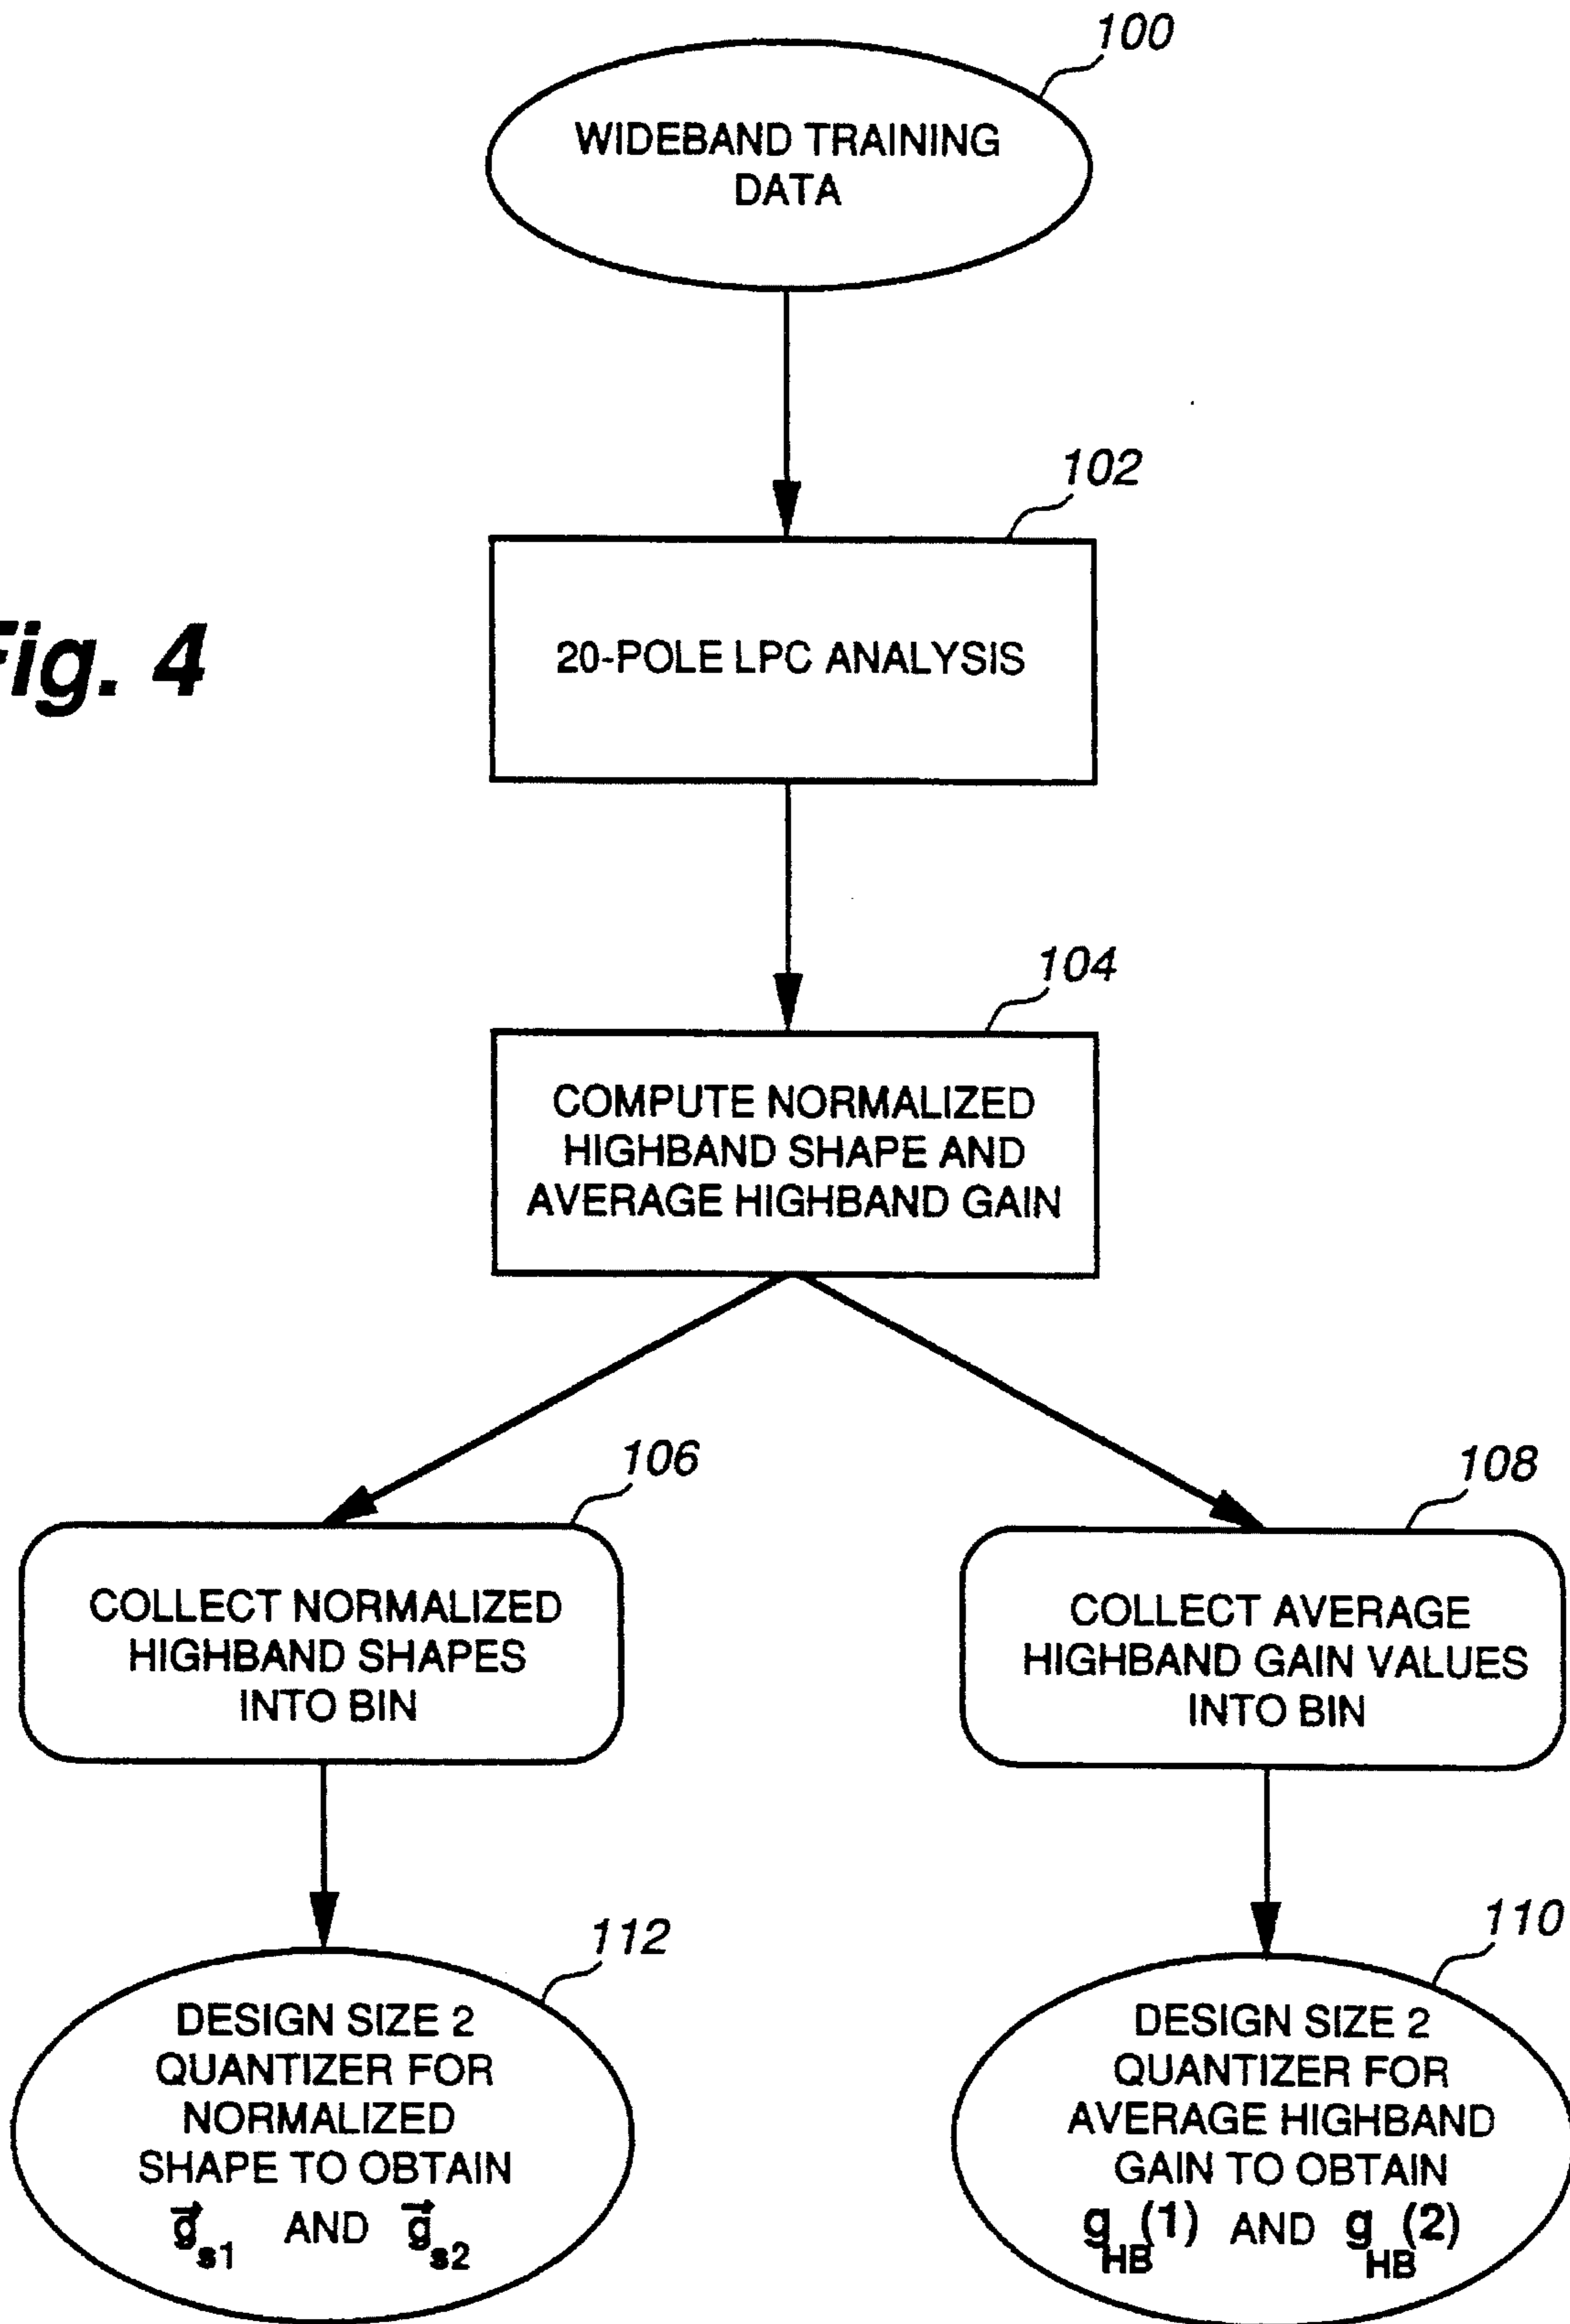 100
WIDEBAND TRAINING
DATA
102
Fig. 4
20-POLE LPC ANALYSIS
104
COMPUTE NORMALIZED
HIGHBAND SHAPE AND
AVERAGE HIGHBAND GAIN
106
COLLECT NORMALIZED
HIGHBAND SHAPES
INTO BIN
108
COLLECT AVERAGE
HIGHBAND GAIN VALUES
INTO BIN
112
DESIGN SIZE 2
QUANTIZER FOR
NORMALIZED
SHAPE TO OBTAIN
g⃗s1 AND g⃗s2
110
DESIGN SIZE 2
QUANTIZER FOR
AVERAGE HIGHBAND
GAIN TO OBTAIN
gHB(1) AND gHB(2)